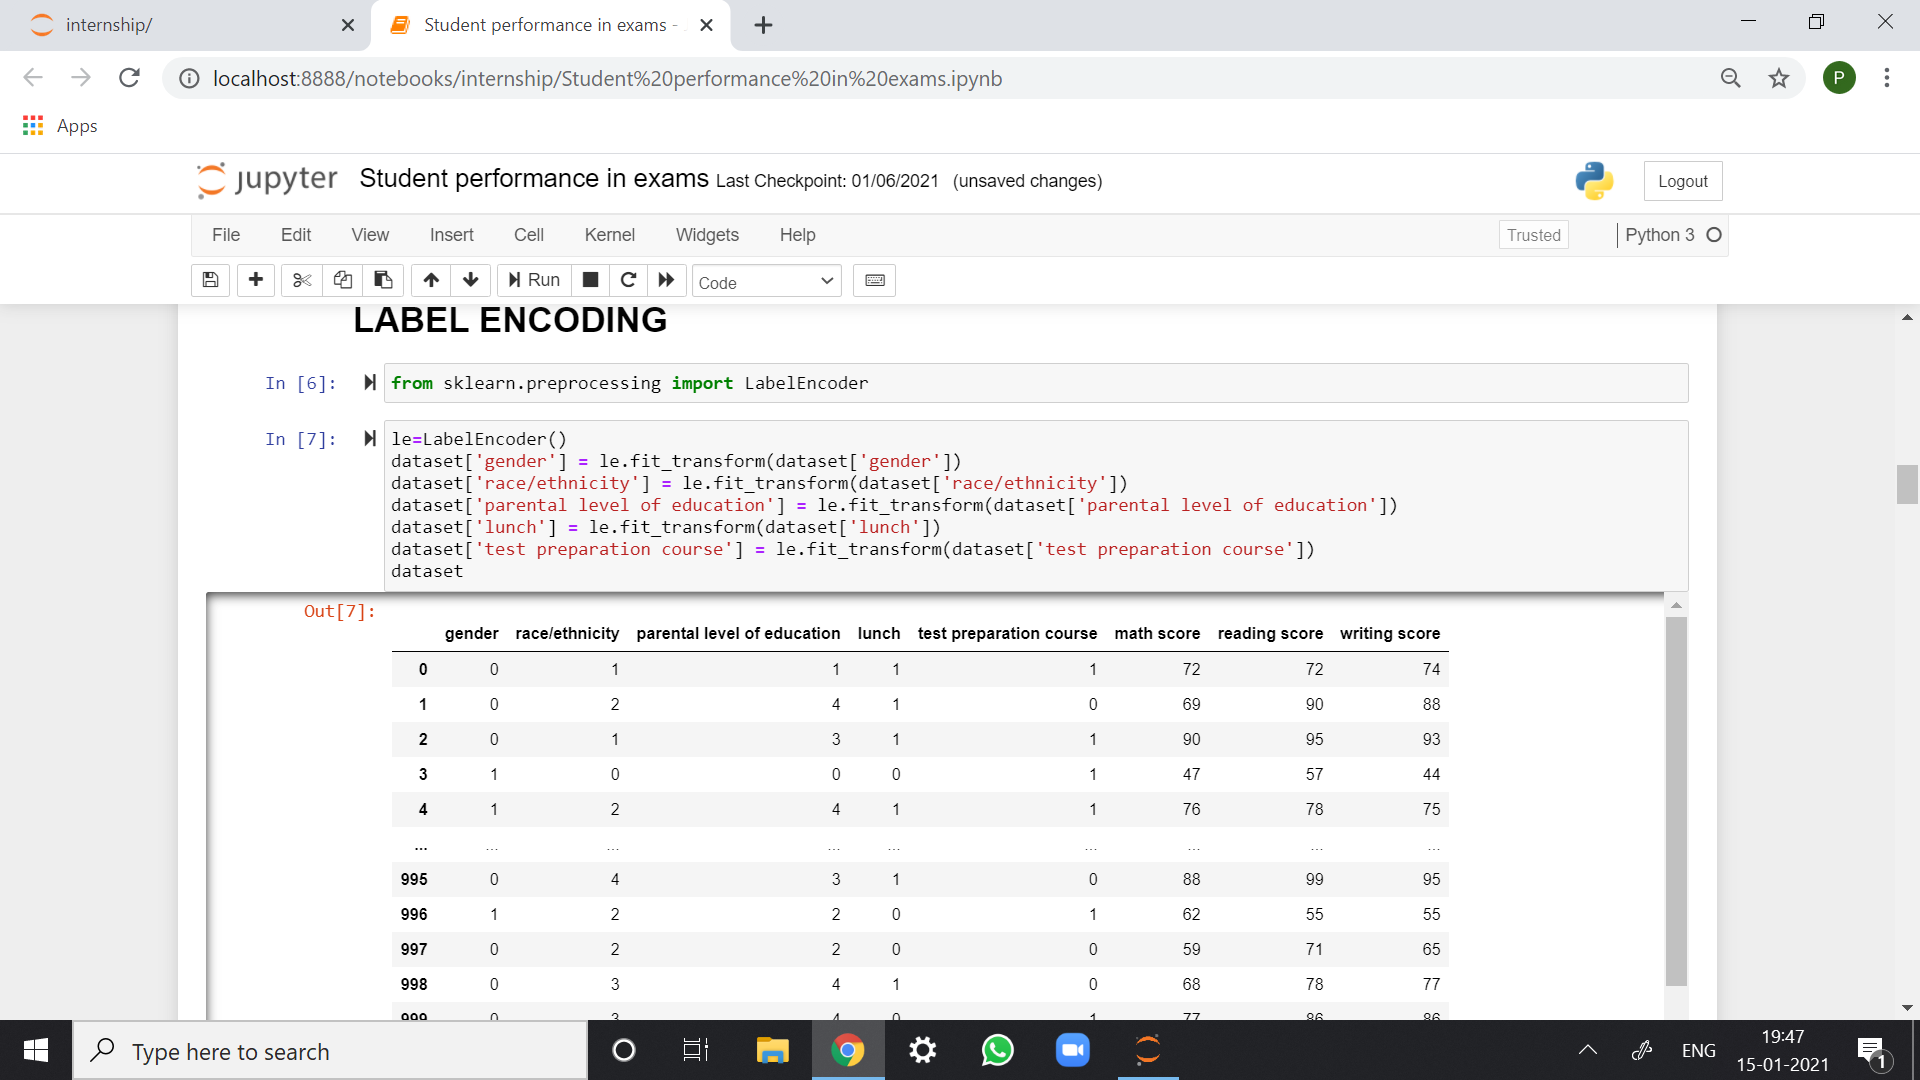 internship/
Student performance in exams -
localhost:8888/notebooks/internship/Student%20performance%20in%20exams.ipynb
P
Apps
jupyter Student performance in exams Last Checkpoint: 01/06/2021 (unsaved changes)
Logout
File Edit View Insert Cell Kernel Widgets Help
Trusted
Python 3
Run
Code
LABEL ENCODING
In [6]: from sklearn.preprocessing import LabelEncoder
In [7]: le=LabelEncoder()
dataset['gender'] = le.fit_transform(dataset['gender'])
dataset['race/ethnicity'] = le.fit_transform(dataset['race/ethnicity'])
dataset['parental level of education'] = le.fit_transform(dataset['parental level of education'])
dataset['lunch'] = le.fit_transform(dataset['lunch'])
dataset['test preparation course'] = le.fit_transform(dataset['test preparation course'])
dataset
Out[7]:
gender race/ethnicity parental level of education lunch test preparation course math score reading score writing score
0 0 1 1 1 1 72 72 74
1 0 2 4 1 0 69 90 88
2 0 1 3 1 1 90 95 93
3 1 0 0 0 1 47 57 44
4 1 2 4 1 1 76 78 75
... ... ... ... ... ... ... ... ...
995 0 4 3 1 0 88 99 95
996 1 2 2 0 1 62 55 55
997 0 2 2 0 0 59 71 65
998 0 3 4 1 0 68 78 77
999 0 3 4 0 1 77 86 86
Type here to search
ENG
19:47
15-01-2021
1